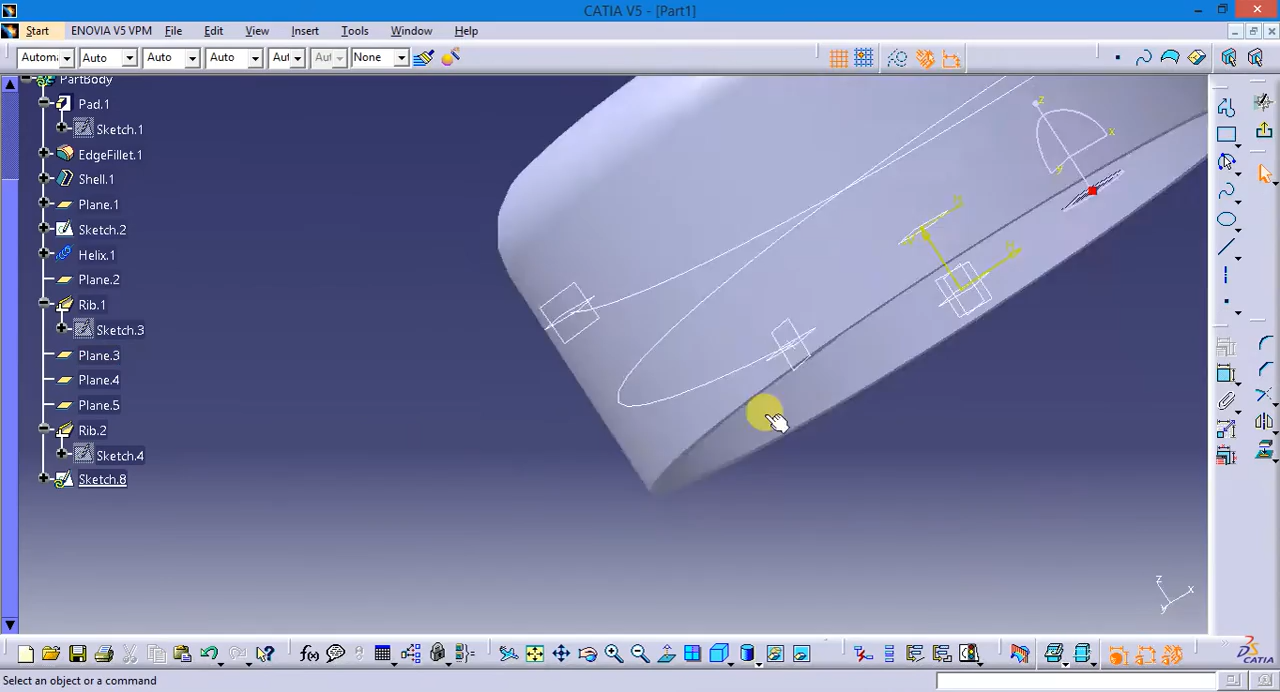 CATIA V5 - [Part1]
Start ENOVIA V5 VPM File Edit View Insert Tools Window Help
Autom Auto Auto Auto Aut Aut None
PartBody
Pad.1
Sketch.1
EdgeFillet.1
Shell.1
Plane.1
Sketch.2
Helix.1
Plane.2
Rib.1
Sketch.3
Plane.3
Plane.4
Plane.5
Rib.2
Sketch.4
Sketch.8
z
x
y
z
x
y
f(x)
CATIA
Select an object or a command